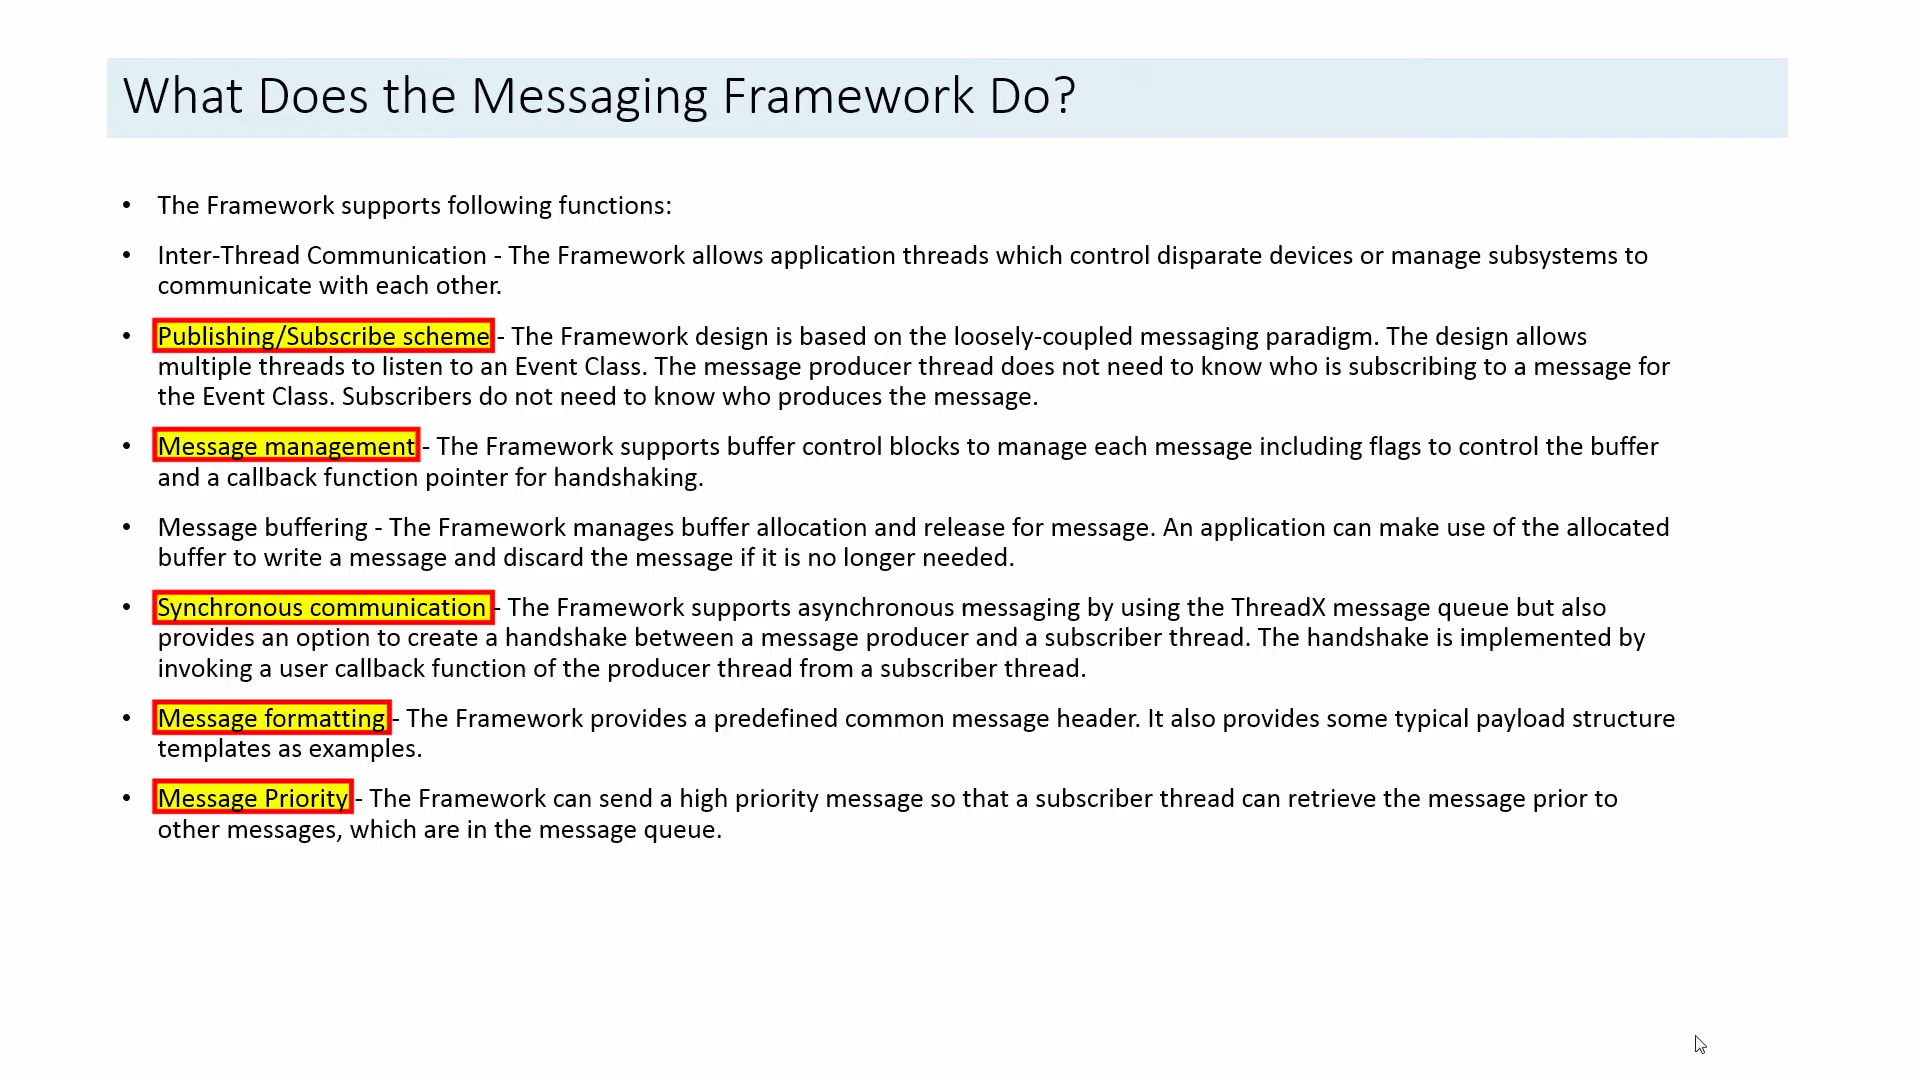 What Does the Messaging Framework Do?
• The Framework supports following functions:
• Inter-Thread Communication - The Framework allows application threads which control disparate devices or manage subsystems to
communicate with each other.
• Publishing/Subscribe scheme - The Framework design is based on the loosely-coupled messaging paradigm. The design allows
multiple threads to listen to an Event Class. The message producer thread does not need to know who is subscribing to a message for
the Event Class. Subscribers do not need to know who produces the message.
• Message management - The Framework supports buffer control blocks to manage each message including flags to control the buffer
and a callback function pointer for handshaking.
• Message buffering - The Framework manages buffer allocation and release for message. An application can make use of the allocated
buffer to write a message and discard the message if it is no longer needed.
• Synchronous communication - The Framework supports asynchronous messaging by using the ThreadX message queue but also
provides an option to create a handshake between a message producer and a subscriber thread. The handshake is implemented by
invoking a user callback function of the producer thread from a subscriber thread.
• Message formatting - The Framework provides a predefined common message header. It also provides some typical payload structure
templates as examples.
• Message Priority - The Framework can send a high priority message so that a subscriber thread can retrieve the message prior to
other messages, which are in the message queue.